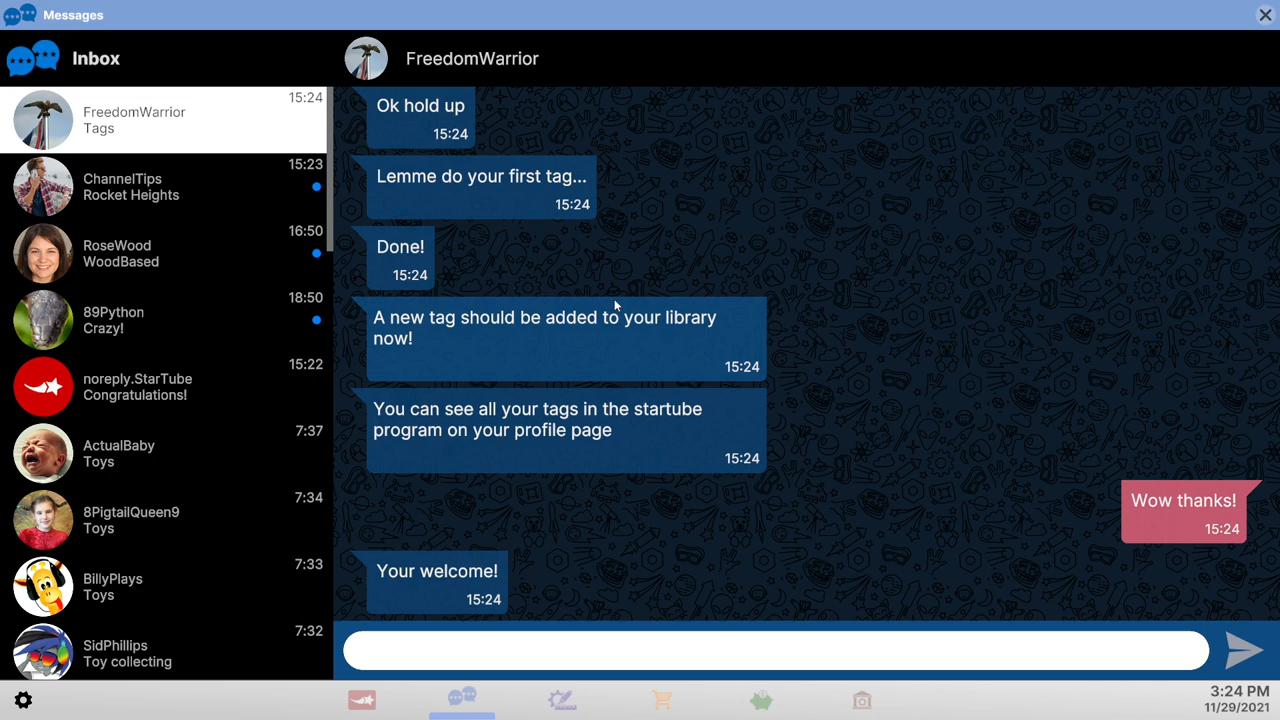 Messages
Inbox
FreedomWarrior
Tags
15:24
ChannelTips
Rocket Heights
15:23
RoseWood
WoodBased
16:50
89Python
Crazy!
18:50
noreply.StarTube
Congratulations!
15:22
ActualBaby
Toys
7:37
8PigtailQueen9
Toys
7:34
BillyPlays
Toys
7:33
SidPhillips
Toy collecting
7:32
FreedomWarrior
Ok hold up
15:24
Lemme do your first tag...
15:24
Done!
15:24
A new tag should be added to your library
now!
15:24
You can see all your tags in the startube
program on your profile page
15:24
Wow thanks!
15:24
Your welcome!
15:24
3:24 PM
11/29/2021